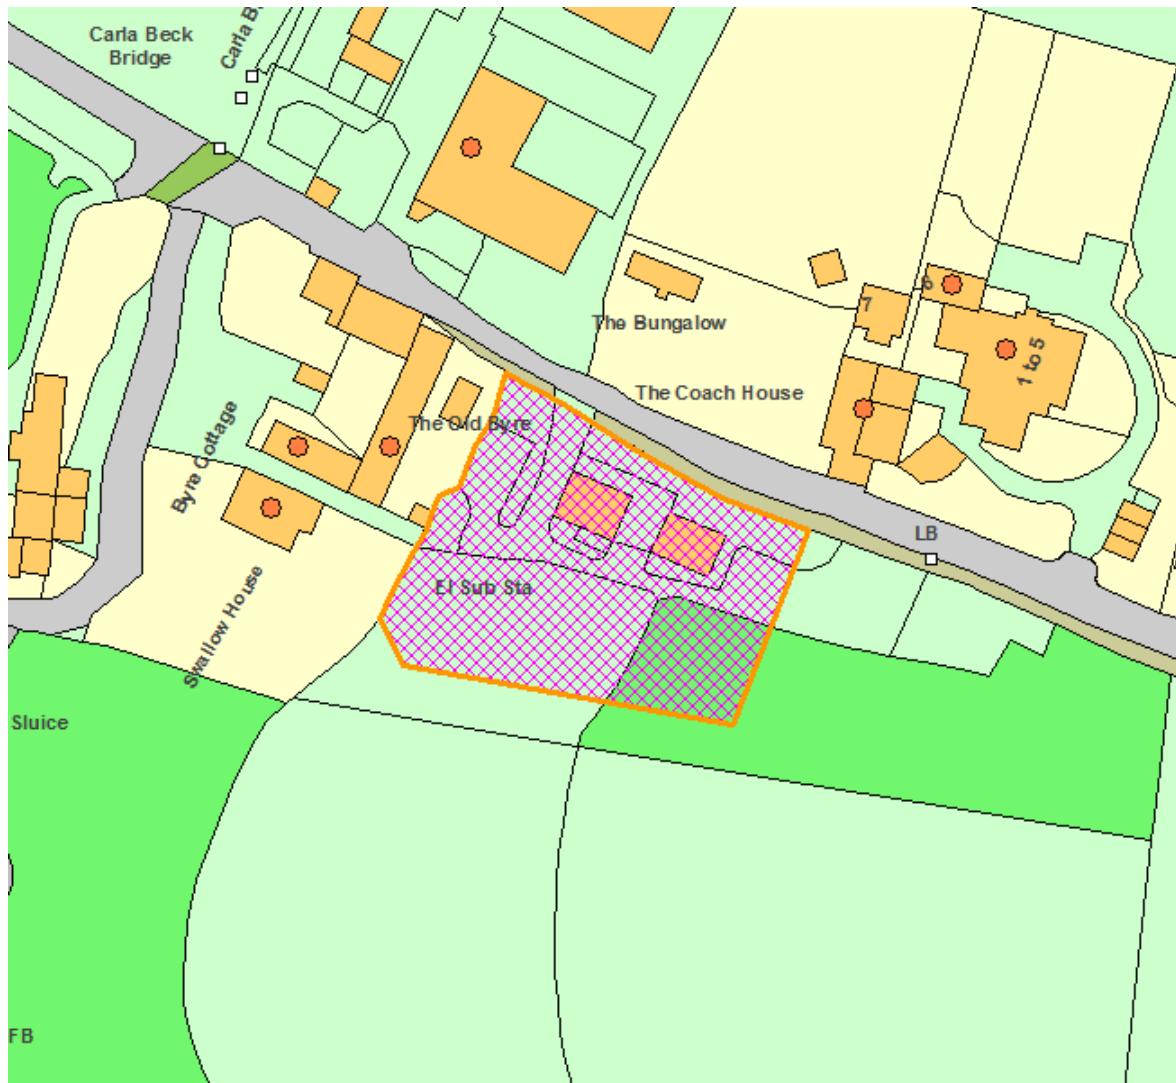 Carla Beck
Bridge
Carla B
The Bungalow
7
6
1 to 5
The Coach House
The Old Byre
Byre Cottage
LB
El Sub Sta
Swallow House
Sluice
FB